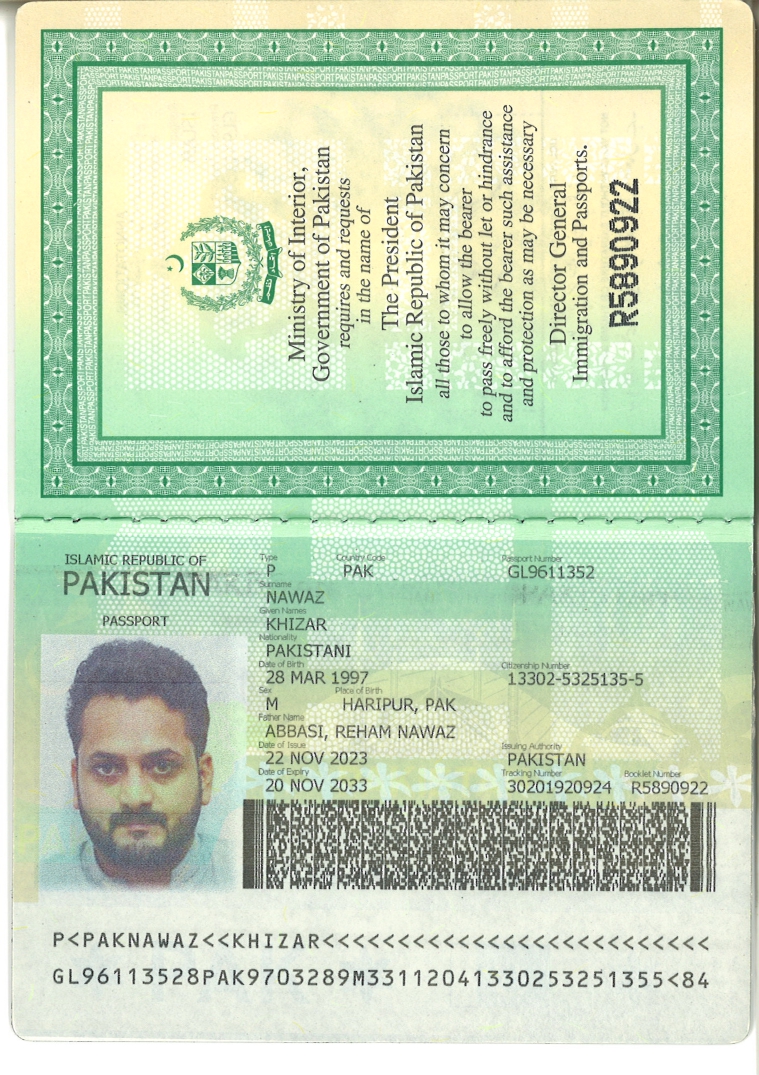 Ministry of Interior,
Government of Pakistan
requires and requests
in the name of
The President
Islamic Republic of Pakistan
all those to whom it may concern
to allow the bearer
to pass freely without let or hindrance
and to afford the bearer such assistance
and protection as may be necessary
Director General
Immigration and Passports.
R5890922
ISLAMIC REPUBLIC OF
PAKISTAN
PASSPORT
Type Country Code Passport Number
P PAK GL9611352
Surname
NAWAZ
Given Names
KHIZAR
Nationality
PAKISTANI
Date of Birth Citizenship Number
28 MAR 1997 13302-5325135-5
Sex Place of Birth
M HARIPUR, PAK
Father Name
ABBASI, REHAM NAWAZ
Date of Issue Issuing Authority
22 NOV 2023 PAKISTAN
Date of Expiry Tracking Number Booklet Number
20 NOV 2033 30201920924 R5890922
P<PAKNAWAZ<<KHIZAR<<<<<<<<<<<<<<<<<<<<<<<<<<
GL96113528PAK9703289M33112041330253251355<84